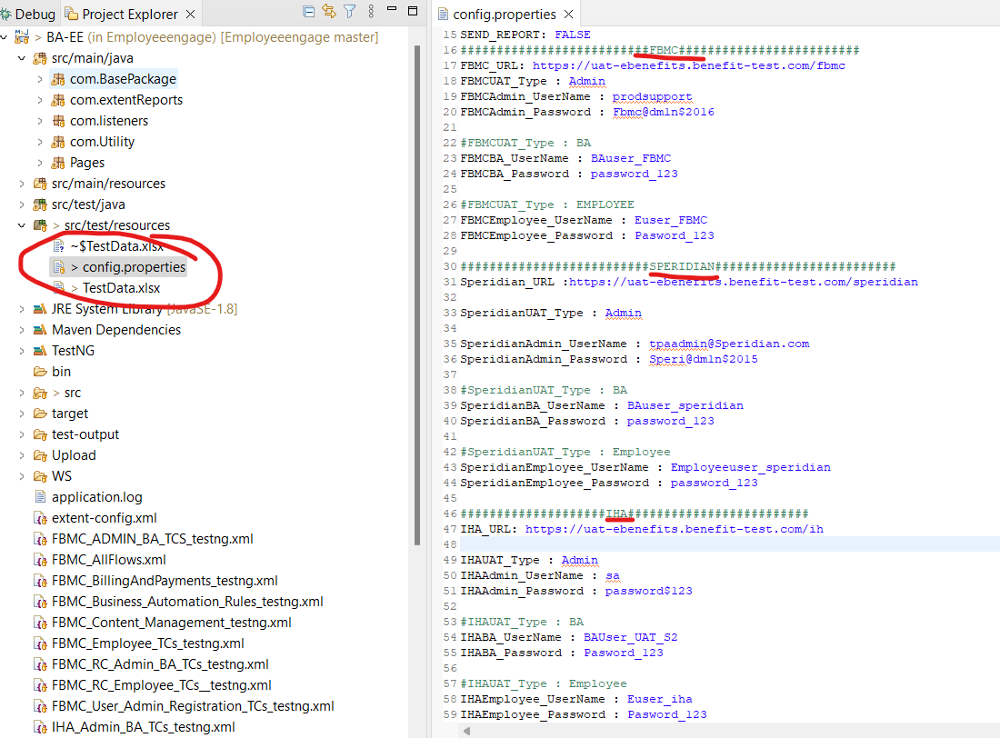 Debug
Project Explorer
config.properties
> BA-EE (in Employeeengage) [Employeeengage master]
src/main/java
com.BasePackage
com.extentReports
com.listeners
com.Utility
Pages
src/main/resources
src/test/java
> src/test/resources
~$TestData.xlsx
> config.properties
> TestData.xlsx
JRE System Library [JavaSE-1.8]
Maven Dependencies
TestNG
bin
> src
target
test-output
Upload
WS
application.log
extent-config.xml
FBMC_ADMIN_BA_TCS_testng.xml
FBMC_AllFlows.xml
FBMC_BillingAndPayments_testng.xml
FBMC_Business_Automation_Rules_testng.xml
FBMC_Content_Management_testng.xml
FBMC_Employee_TCs_testng.xml
FBMC_RC_Admin_BA_TCs_testng.xml
FBMC_RC_Employee_TCs__testng.xml
FBMC_User_Admin_Registration_TCs_testng.xml
IHA_Admin_BA_TCs_testng.xml
15 SEND_REPORT: FALSE
16 ##########################FBMC#########################
17 FBMC_URL: https://uat-ebenefits.benefit-test.com/fbmc
18 FBMCUAT_Type : Admin
19 FBMCAdmin_UserName : prodsupport
20 FBMCAdmin_Password : Fbmc@dm1n$2016
21
22 #FBMCUAT_Type : BA
23 FBMCBA_UserName : BAuser_FBMC
24 FBMCBA_Password : password_123
25
26 #FBMCUAT_Type : EMPLOYEE
27 FBMCEmployee_UserName : Euser_FBMC
28 FBMCEmployee_Password : Pasword_123
29
30 ##########################SPERIDIAN#########################
31 Speridian_URL :https://uat-ebenefits.benefit-test.com/speridian
32
33 SperidianUAT_Type : Admin
34
35 SperidianAdmin_UserName : tpaadmin@Speridian.com
36 SperidianAdmin_Password : Speri@dm1n$2015
37
38 #SperidianUAT_Type : BA
39 SperidianBA_UserName : BAuser_speridian
40 SperidianBA_Password : password_123
41
42 #SperidianUAT_Type : Employee
43 SperidianEmployee_UserName : Employeeuser_speridian
44 SperidianEmployee_Password : password_123
45
46 ####################IHA#########################
47 IHA_URL: https://uat-ebenefits.benefit-test.com/ih
48
49 IHAUAT_Type : Admin
50 IHAAdmin_UserName : sa
51 IHAAdmin_Password : password$123
52
53 #IHAUAT_Type : BA
54 IHABA_UserName : BAUser_UAT_S2
55 IHABA_Password : Pasword_123
56
57 #IHAUAT_Type : Employee
58 IHAEmployee_UserName : Euser_iha
59 IHAEmployee_Password : Pasword_123